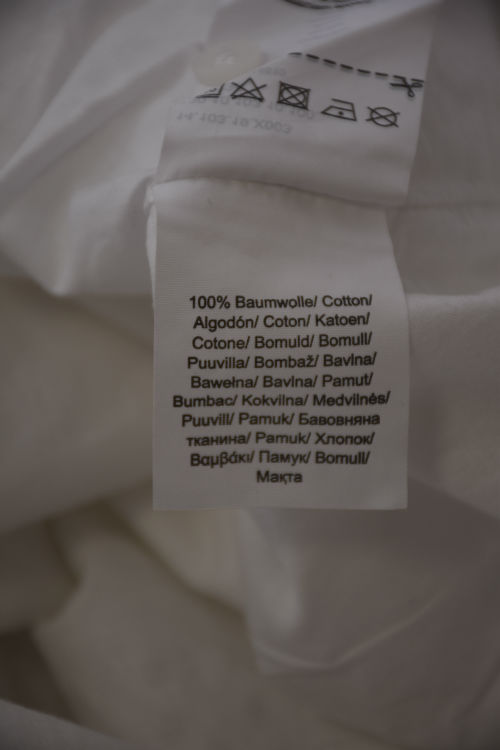 100% Baumwolle/ Cotton/
Algodón/ Coton/ Katoen/
Cotone/ Bomuld/ Bomull/
Puuvilla/ Bombaž/ Bavlna/
Bawełna/ Bavlna/ Pamut/
Bumbac/ Kokvilna/ Medvilnės/
Puuvill/ Pamuk/ Бавовняна
тканина/ Pamuk/ Хлопок/
Βαμβάκι/ Памук/ Bomull/
Мақта